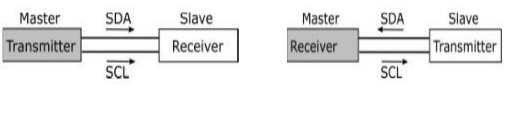 Master SDA Slave
Transmitter Receiver
SCL
Master SDA Slave
Receiver Transmitter
SCL